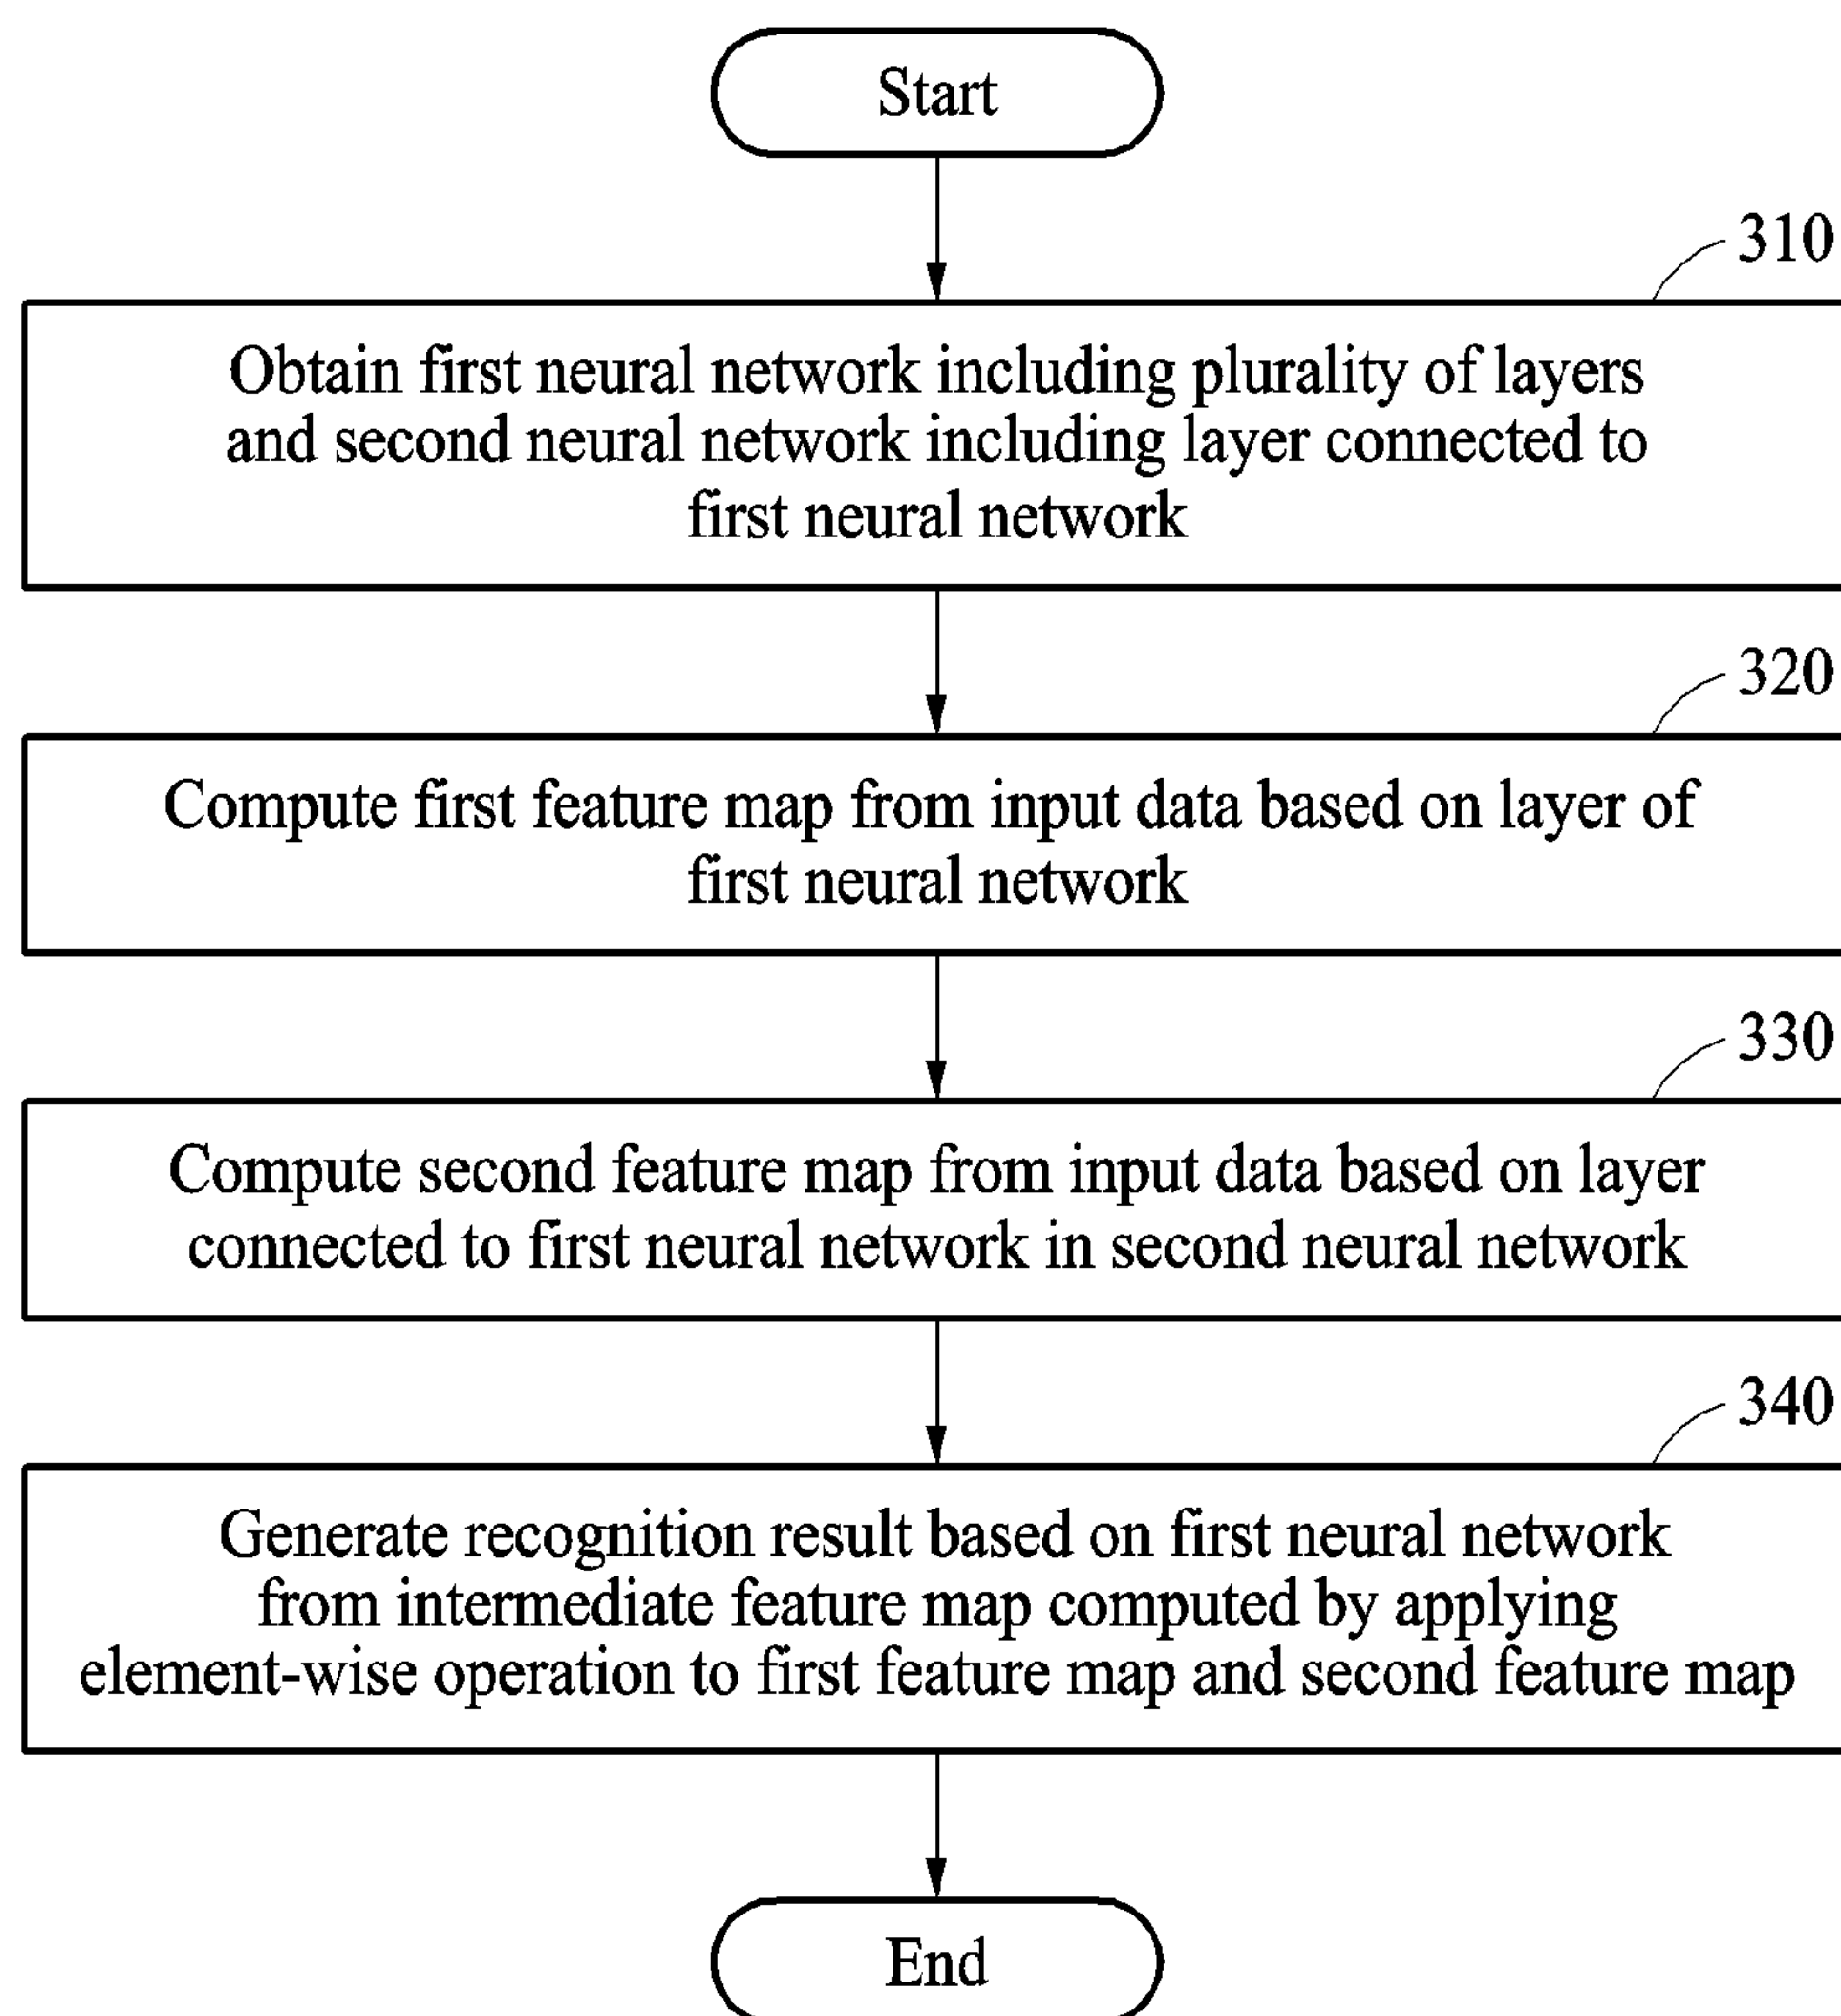 Start
310
Obtain first neural network including plurality of layers
and second neural network including layer connected to
first neural network
320
Compute first feature map from input data based on layer of
first neural network
330
Compute second feature map from input data based on layer
connected to first neural network in second neural network
340
Generate recognition result based on first neural network
from intermediate feature map computed by applying
element-wise operation to first feature map and second feature map
End